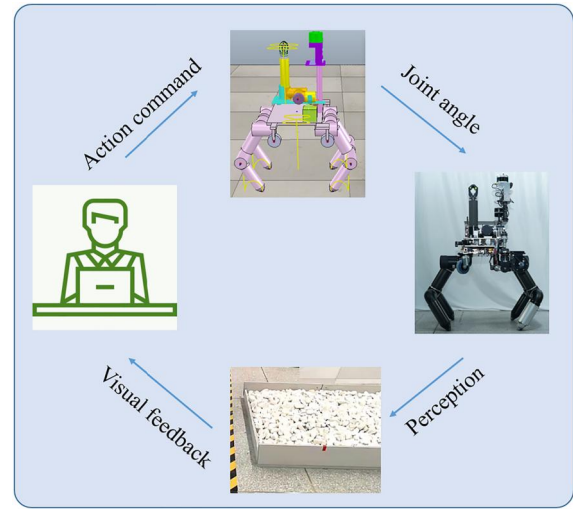 Action command
Joint angle
Visual feedback
Perception